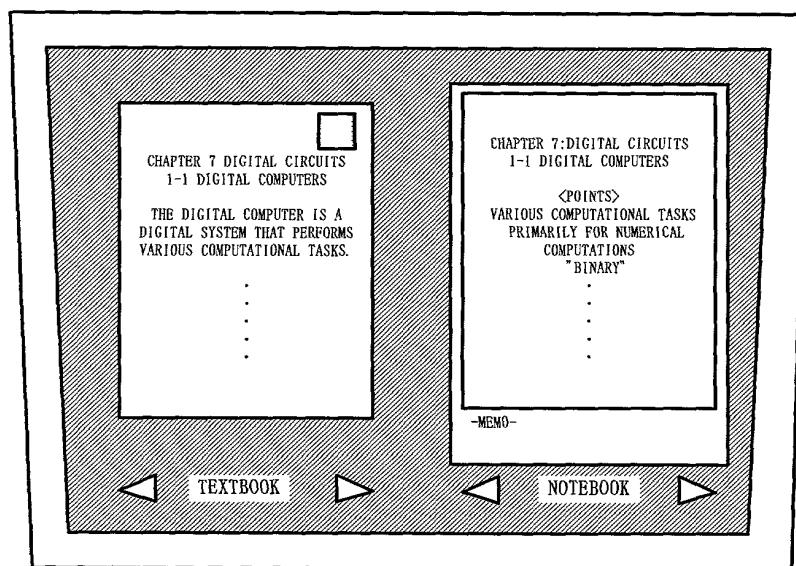 CHAPTER 7 DIGITAL CIRCUITS
1-1 DIGITAL COMPUTERS
THE DIGITAL COMPUTER IS A
DIGITAL SYSTEM THAT PERFORMS
VARIOUS COMPUTATIONAL TASKS.
TEXTBOOK
CHAPTER 7:DIGITAL CIRCUITS
1-1 DIGITAL COMPUTERS
<POINTS>
VARIOUS COMPUTATIONAL TASKS
PRIMARILY FOR NUMERICAL
COMPUTATIONS
"BINARY"
-MEMO-
NOTEBOOK